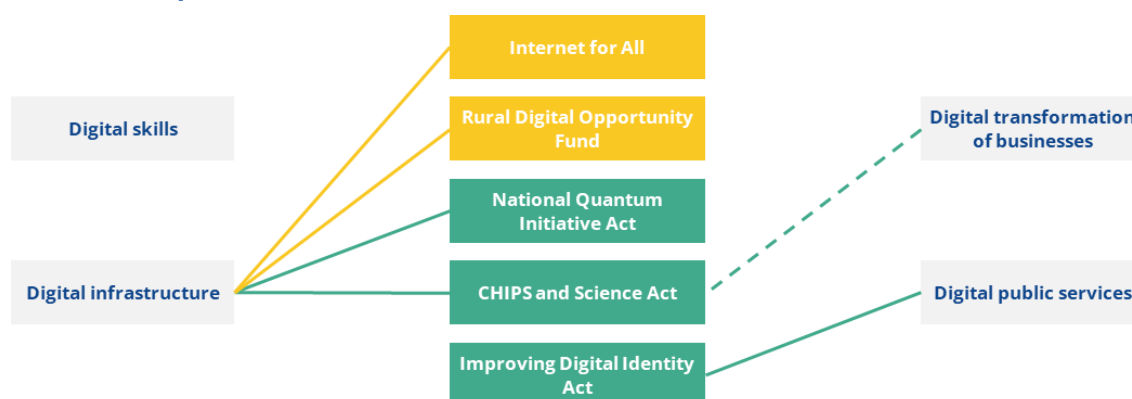 Internet for All
Digital skills
Rural Digital Opportunity
Fund
Digital transformation
of businesses
National Quantum
Initiative Act
Digital infrastructure
CHIPS and Science Act
Digital public services
Improving Digital Identity
Act